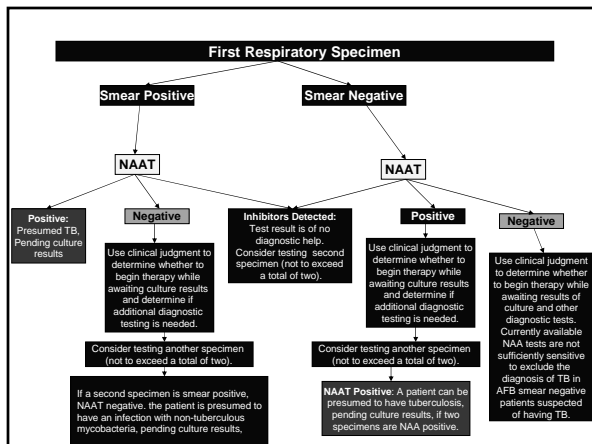 First Respiratory Specimen
Smear Positive
Smear Negative
NAAT
NAAT
Positive:
Presumed TB,
Pending culture
results
Negative
Use clinical judgment to
determine whether to
begin therapy while
awaiting culture results
and determine if
additional diagnostic
testing is needed.
Consider testing another specimen
(not to exceed a total of two).
If a second specimen is smear positive,
NAAT negative. the patient is presumed to
have an infection with non-tuberculous
mycobacteria, pending culture results,
Inhibitors Detected:
Test result is of no
diagnostic help.
Consider testing second
specimen (not to exceed
a total of two).
Positive
Use clinical judgment to
determine whether to
begin therapy while
awaiting culture results
and determine if
additional diagnostic
testing is needed.
Consider testing another specimen
(not to exceed a total of two).
NAAT Positive: A patient can be
presumed to have tuberculosis,
pending culture results, if two
specimens are NAA positive.
Negative
Use clinical judgment to
determine whether to
begin therapy while
awaiting results of
culture and other
diagnostic tests.
Currently available
NAA tests are not
sufficiently sensitive
to exclude the
diagnosis of TB in
AFB smear negative
patients suspected
of having TB.